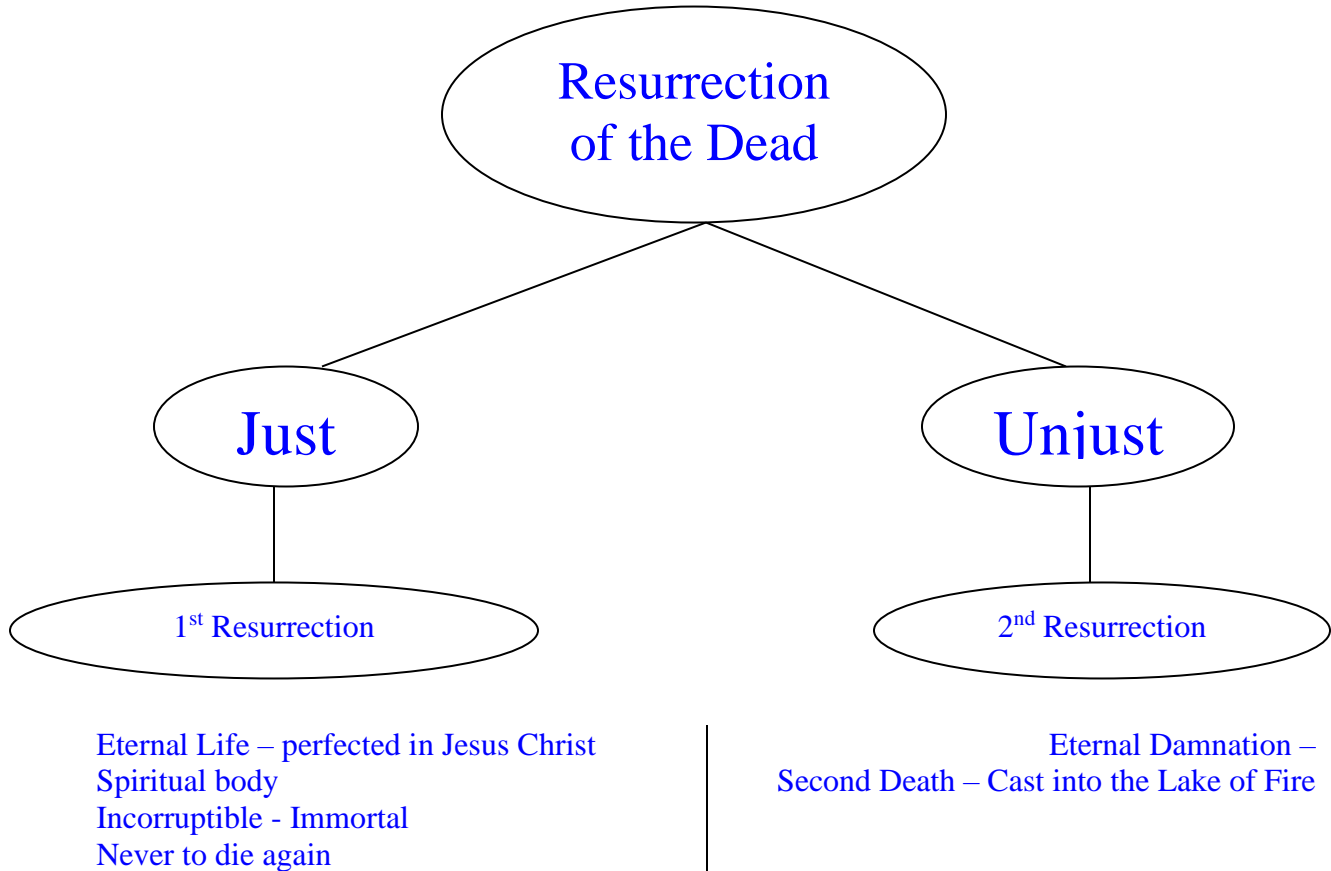 Resurrection
of the Dead
Just
Unjust
1st Resurrection
2nd Resurrection
Eternal Life – perfected in Jesus Christ
Spiritual body
Incorruptible - Immortal
Never to die again
Eternal Damnation –
Second Death – Cast into the Lake of Fire